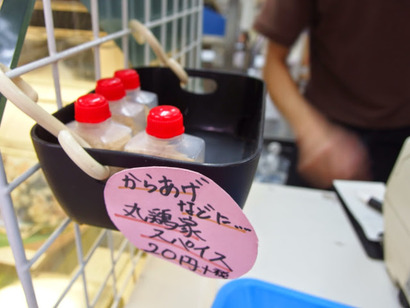 からあげ
などに…
丸鶏家
スパイス
20円+税